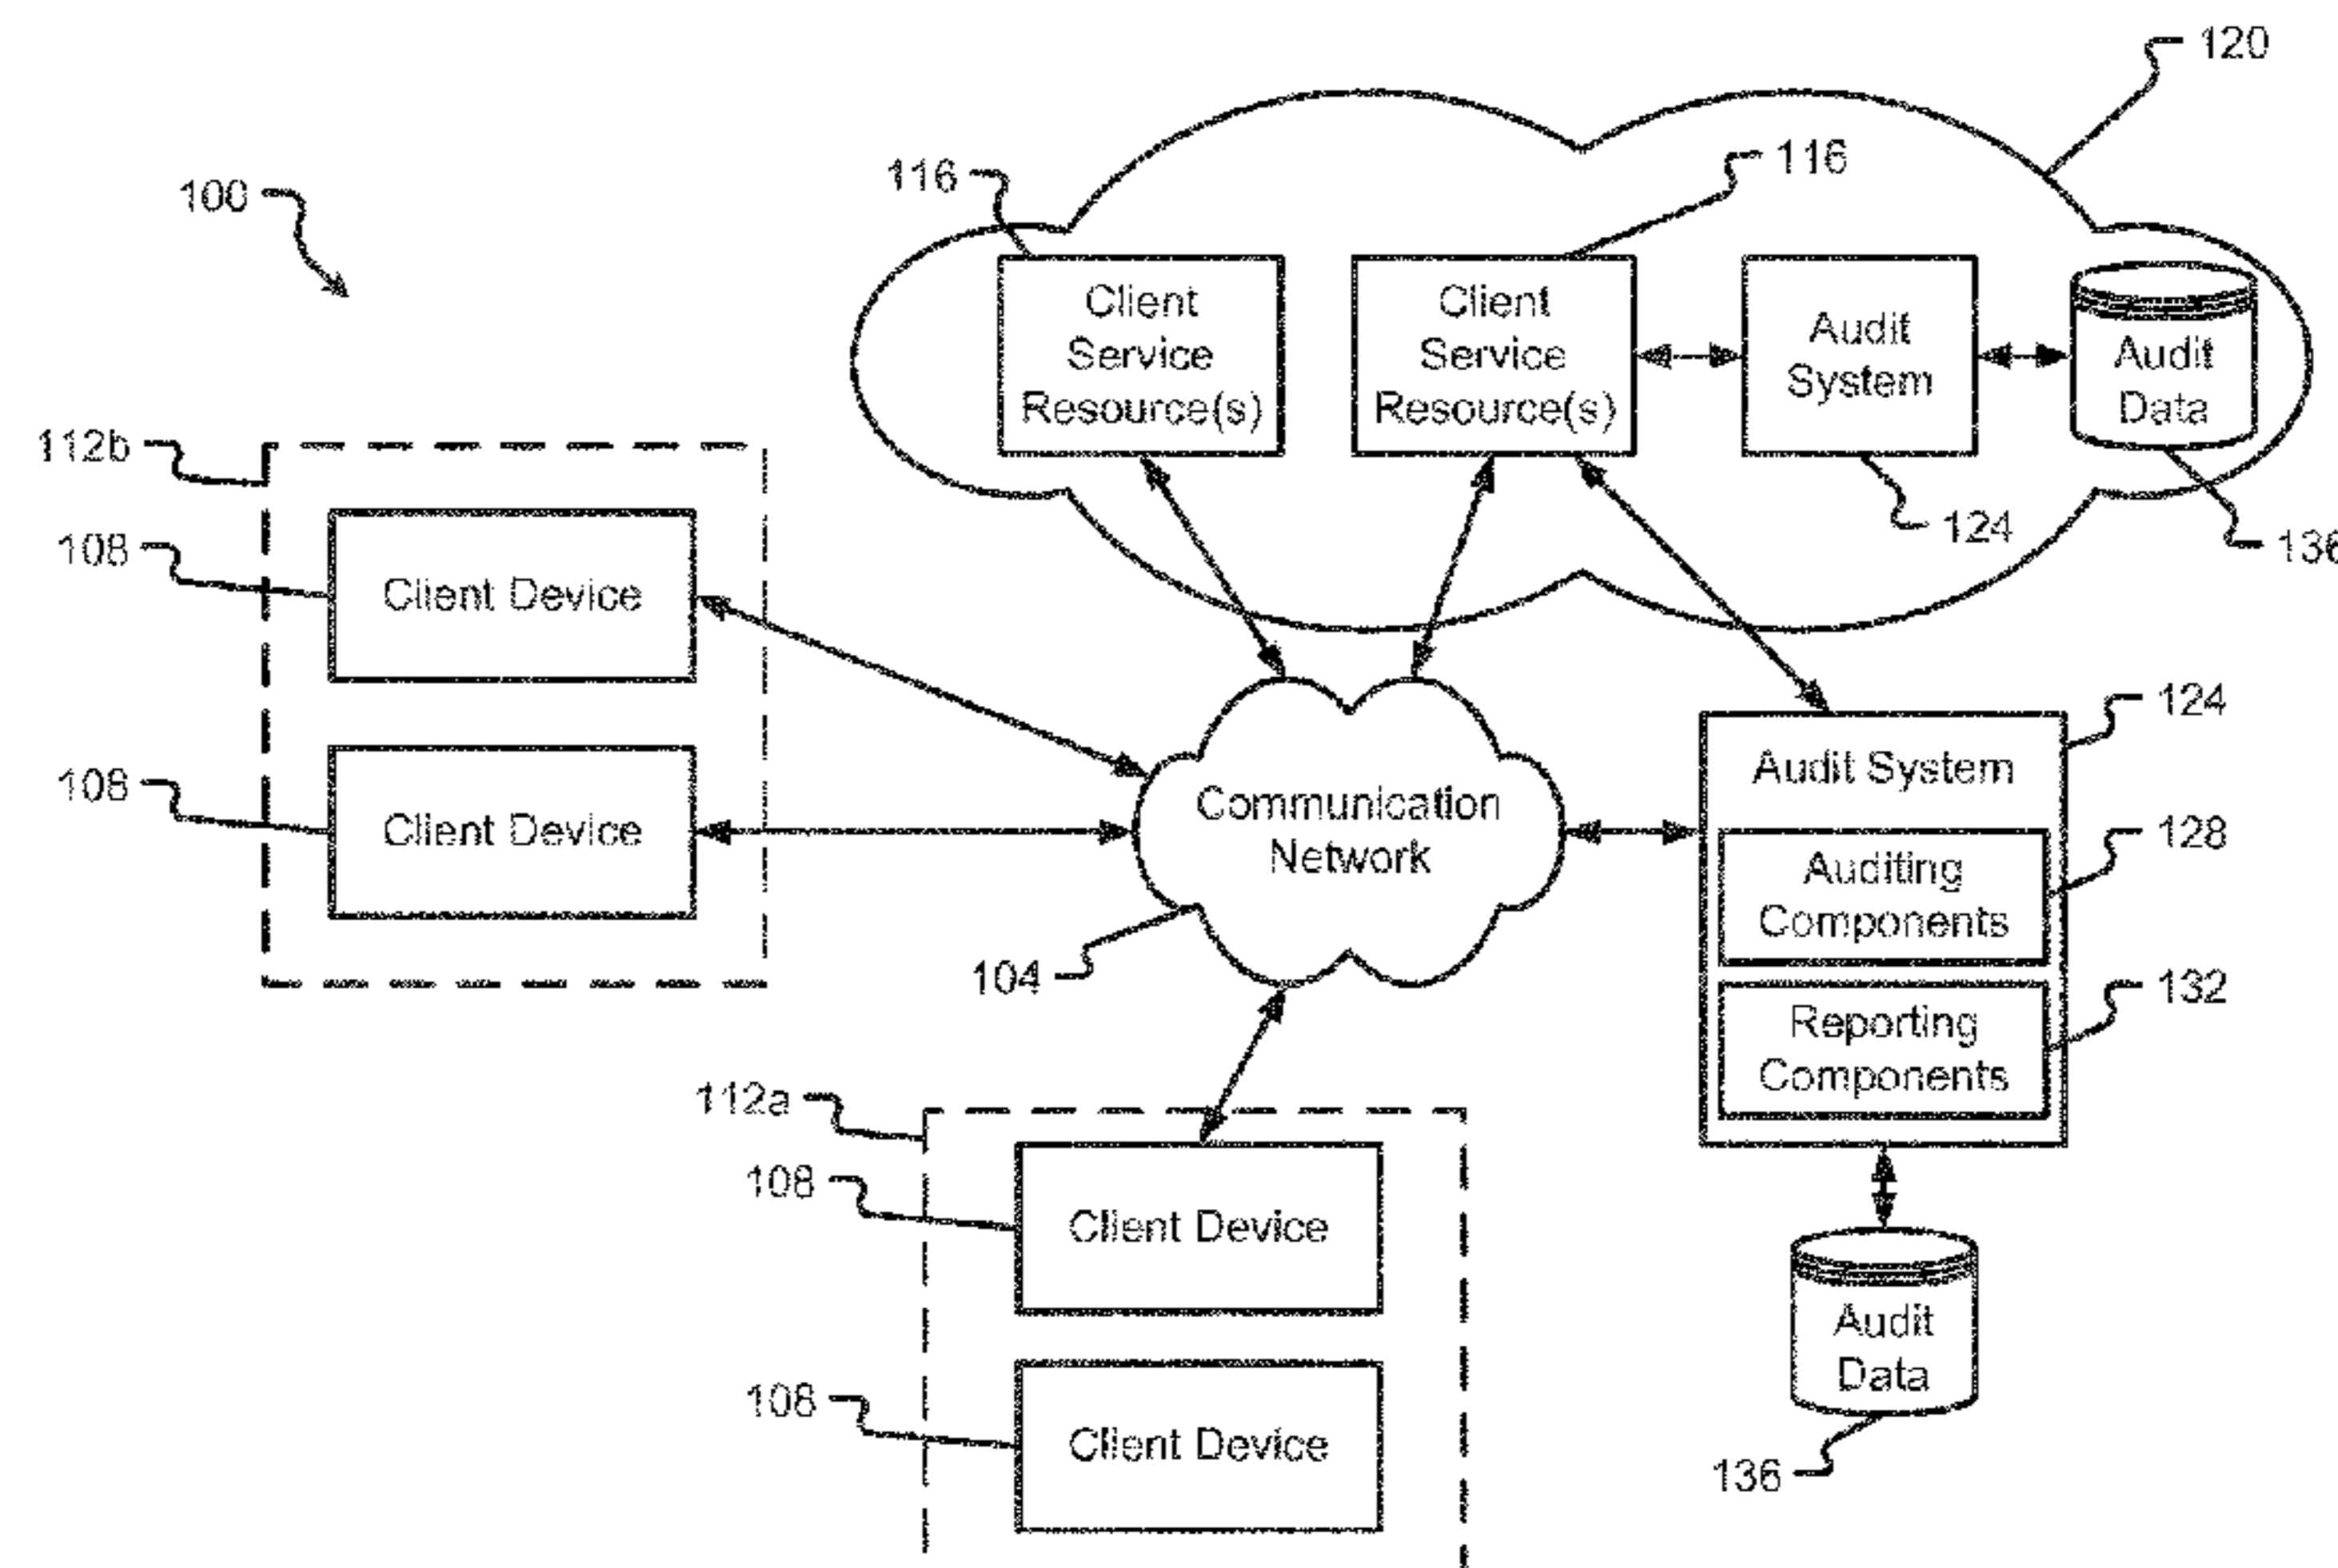 120
116
116
100
Client
Service
Resource(s)
Client
Service
Resource(s)
Audit
System
Audit
Data
112b
124
136
108
Client Device
108
Client Device
Communication
Network
104
124
Audit System
128
Auditing
Components
132
Reporting
Components
112a
108
Client Device
108
Client Device
Audit
Data
136